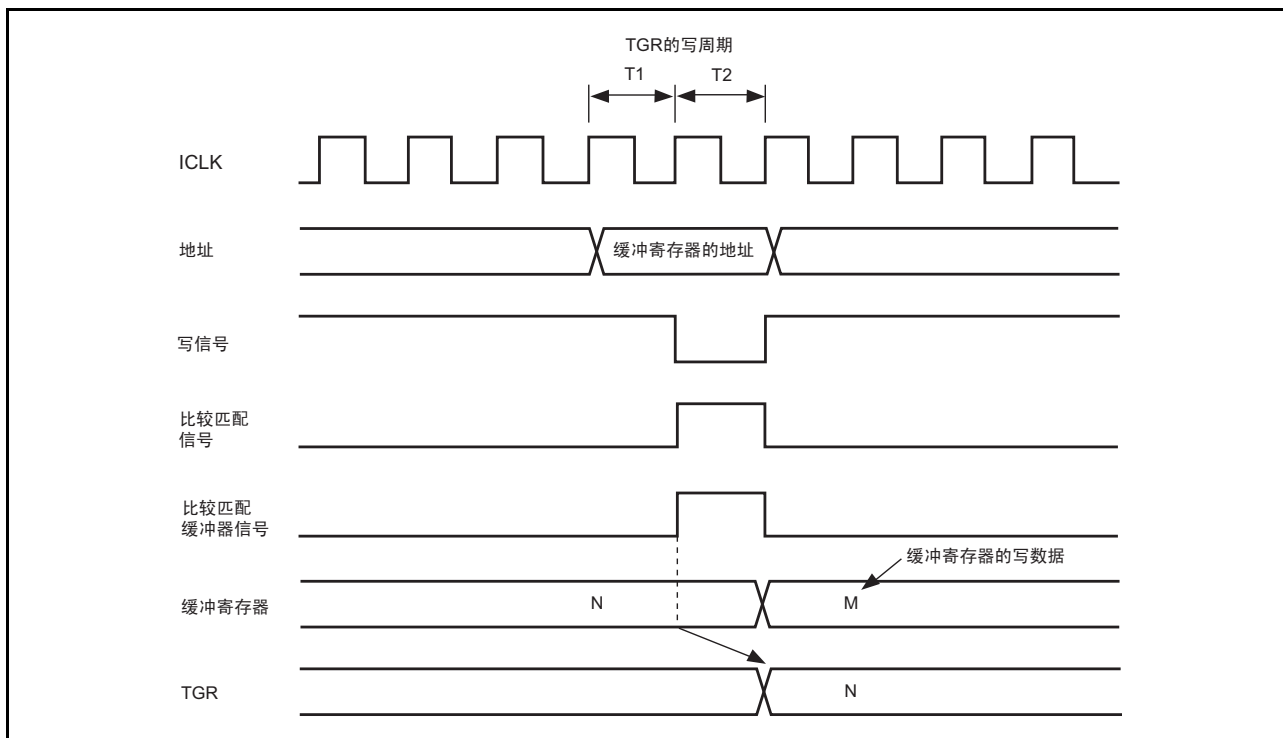 TGR的写周期
T1
T2
ICLK
地址
缓冲寄存器的地址
写信号
比较匹配
信号
比较匹配
缓冲器信号
缓冲寄存器的写数据
缓冲寄存器
N
M
TGR
N